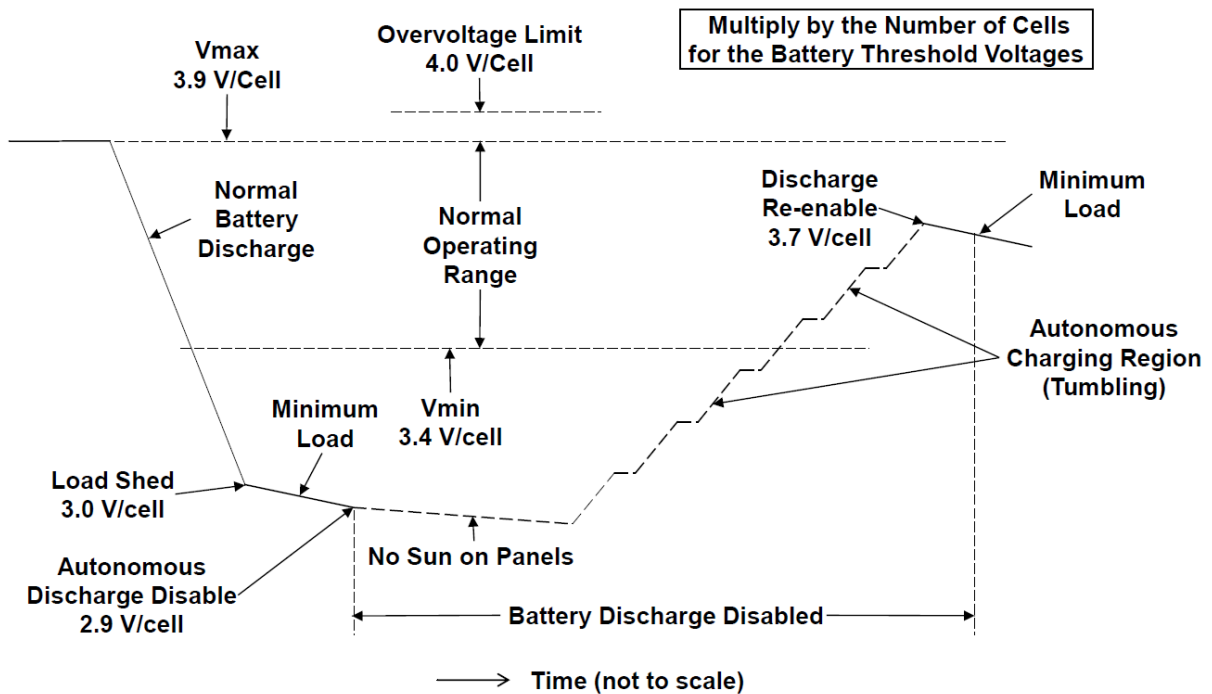 Multiply by the Number of Cells
for the Battery Threshold Voltages
Overvoltage Limit
4.0 V/Cell
Vmax
3.9 V/Cell
Normal
Battery
Discharge
Normal
Operating
Range
Discharge
Re-enable
3.7 V/cell
Minimum
Load
Autonomous
Charging Region
(Tumbling)
Vmin
3.4 V/cell
Minimum
Load
Load Shed
3.0 V/cell
No Sun on Panels
Autonomous
Discharge Disable
2.9 V/cell
Battery Discharge Disabled
Time (not to scale)